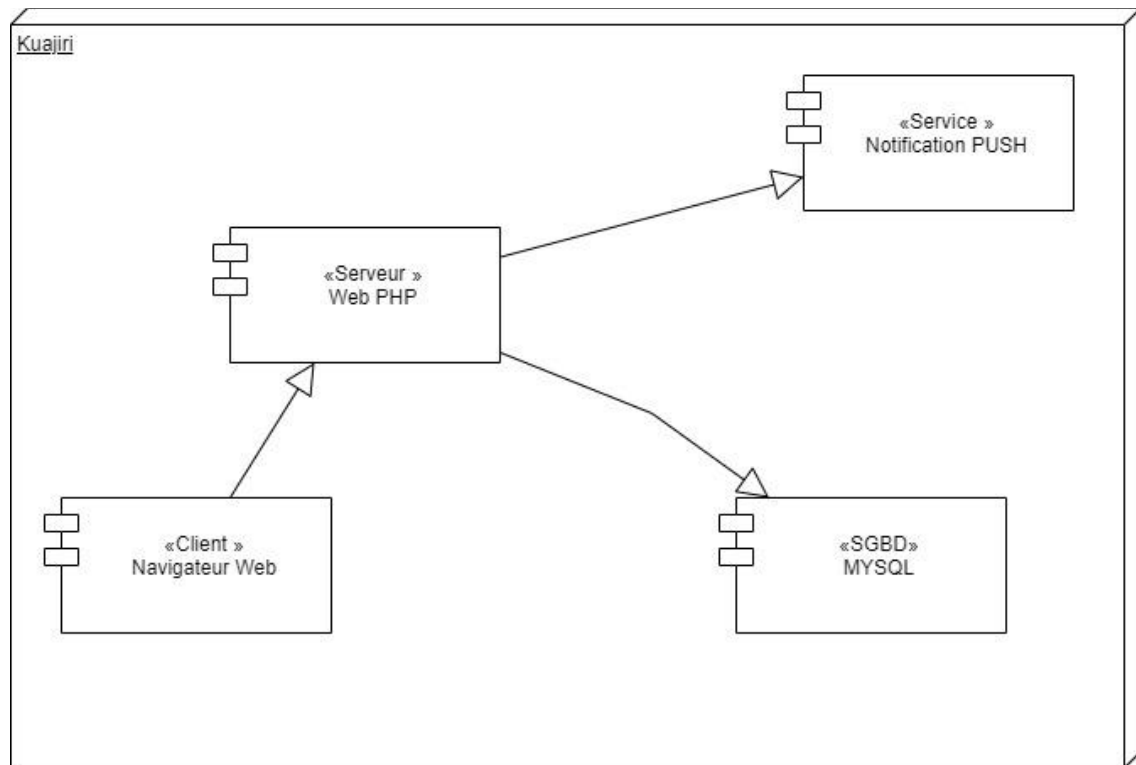 Kuajiri
«Service »
Notification PUSH
«Serveur »
Web PHP
«Client »
Navigateur Web
«SGBD»
MYSQL